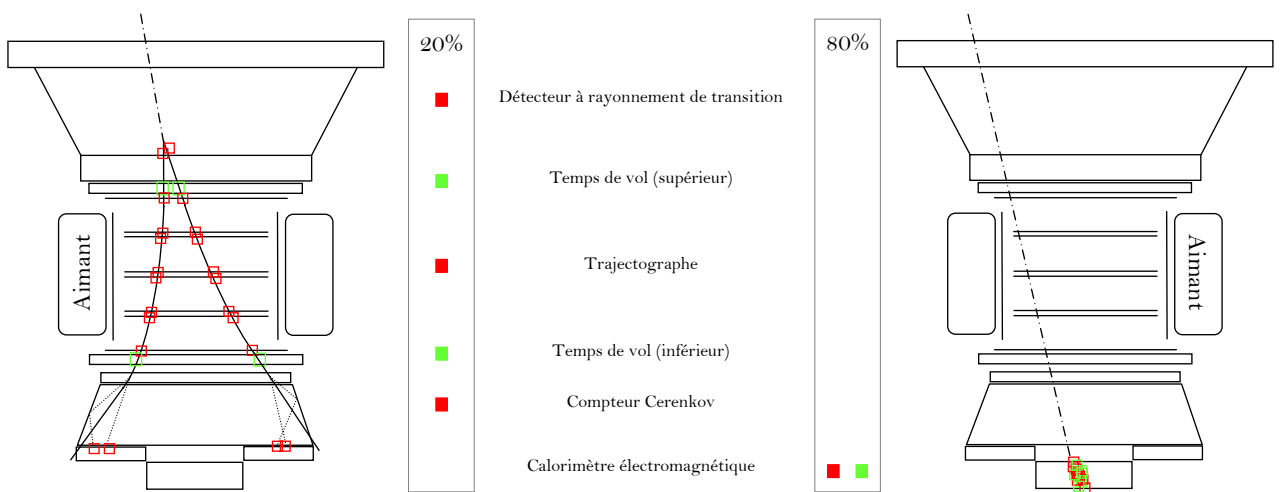 20%
80%
Détecteur à rayonnement de transition
Temps de vol (supérieur)
Aimant
Aimant
Trajectographe
Temps de vol (inférieur)
Compteur Cerenkov
Calorimètre électromagnétique